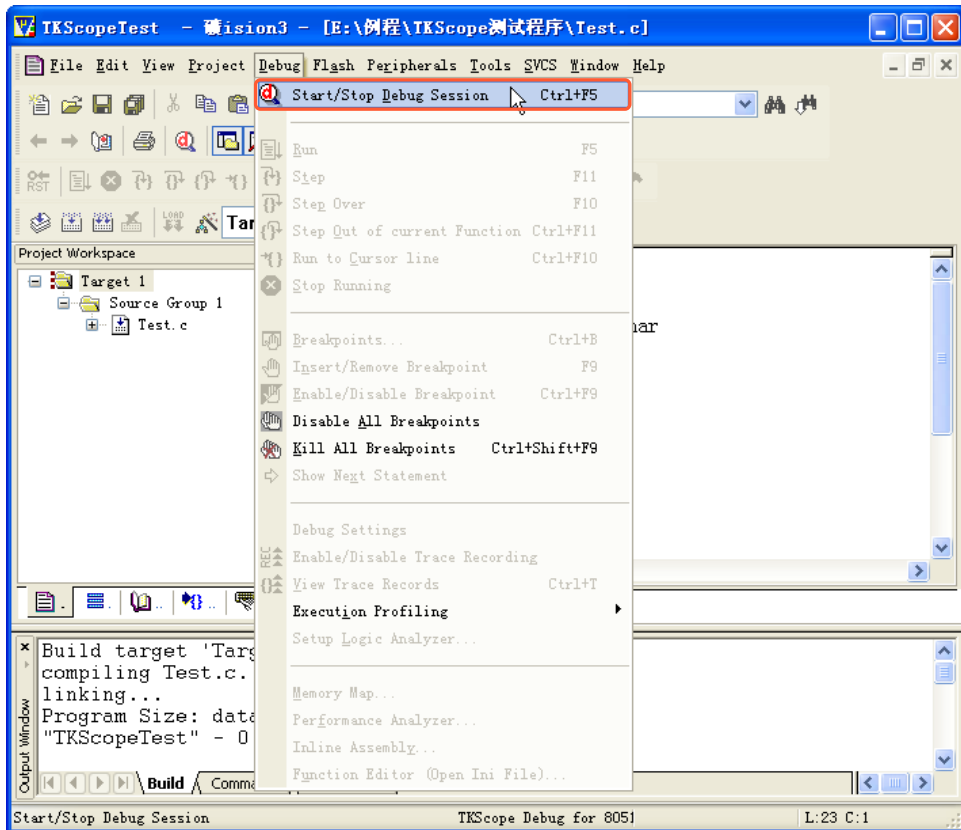 TKScopeTest - 礦ision3 - [E:\例程\TKScope测试程序\Test.c]
File Edit View Project Debug Flash Peripherals Tools SVCS Window Help
Start/Stop Debug Session Ctrl+F5
Run F5
Step F11
RST
Step Over F10
LOAD
Tar
Step Out of current Function Ctrl+F11
Project Workspace
Run to Cursor line Ctrl+F10
Target 1
Stop Running
Source Group 1
Test.c
har
Breakpoints... Ctrl+B
Insert/Remove Breakpoint F9
Enable/Disable Breakpoint Ctrl+F9
Disable All Breakpoints
Kill All Breakpoints Ctrl+Shift+F9
Show Next Statement
Debug Settings
REC Enable/Disable Trace Recording
View Trace Records Ctrl+T
Execution Profiling
Setup Logic Analyzer...
Memory Map...
Performance Analyzer...
Inline Assembly...
Function Editor (Open Ini File)...
Output Window
Build target 'Targ
compiling Test.c.
linking...
Program Size: data
"TKScopeTest" - 0
Build Comma
Start/Stop Debug Session TKScope Debug for 8051 L:23 C:1